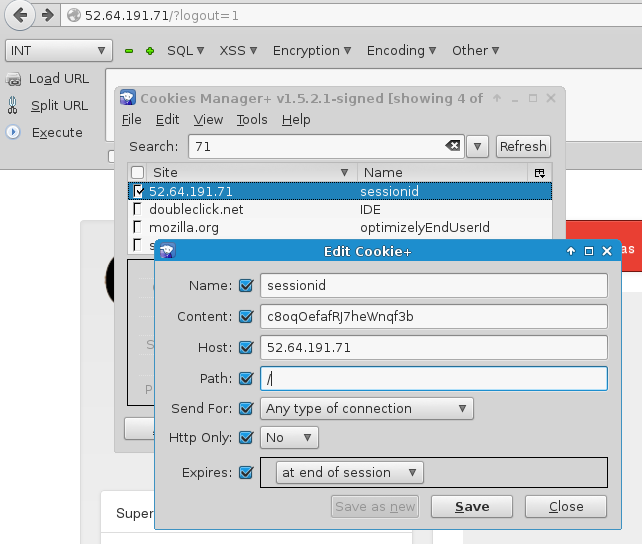 52.64.191.71/?logout=1
INT SQL XSS Encryption Encoding Other
Load URL
Split URL
Execute
Cookies Manager+ v1.5.2.1-signed [showing 4 of
File Edit View Tools Help
Search: 71 Refresh
Site Name
52.64.191.71 sessionid
doubleclick.net IDE
mozilla.org optimizelyEndUserId
s
as
Edit Cookie+
Name: sessionid
Content: c8oqOefafRJ7heWnqf3b
Host: 52.64.191.71
Path: /
Send For: Any type of connection
Http Only: No
Expires: at end of session
Save as new Save Close
Super